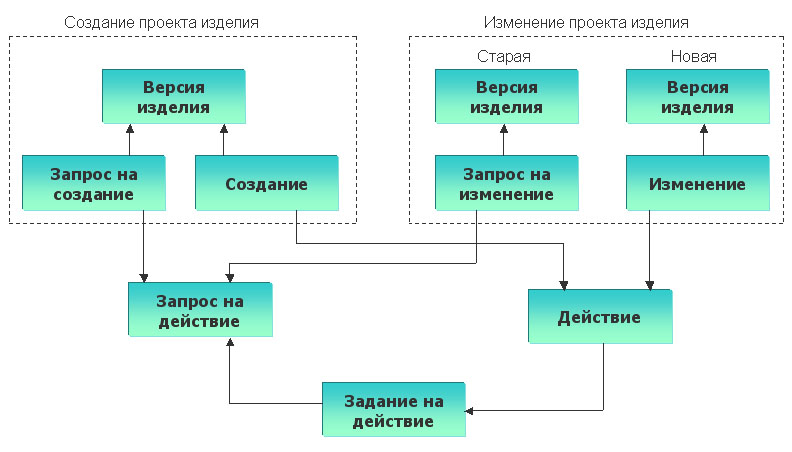 Создание проекта изделия
Изменение проекта изделия
Старая
Новая
Версия
изделия
Версия
изделия
Версия
изделия
Запрос на
создание
Создание
Запрос на
изменение
Изменение
Запрос на
действие
Действие
Задание на
действие